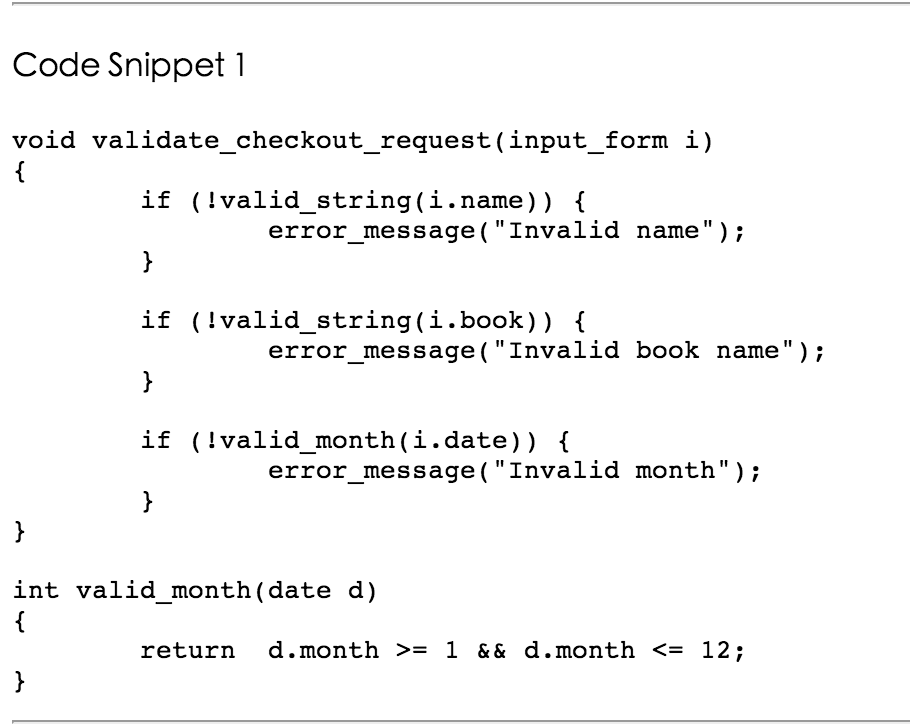 Code Snippet 1
void validate_checkout_request(input_form i)
{
        if (!valid_string(i.name)) {
                error_message("Invalid name");
        }
        if (!valid_string(i.book)) {
                error_message("Invalid book name");
        }
        if (!valid_month(i.date)) {
                error_message("Invalid month");
        }
}
int valid_month(date d)
{
        return  d.month >= 1 && d.month <= 12;
}